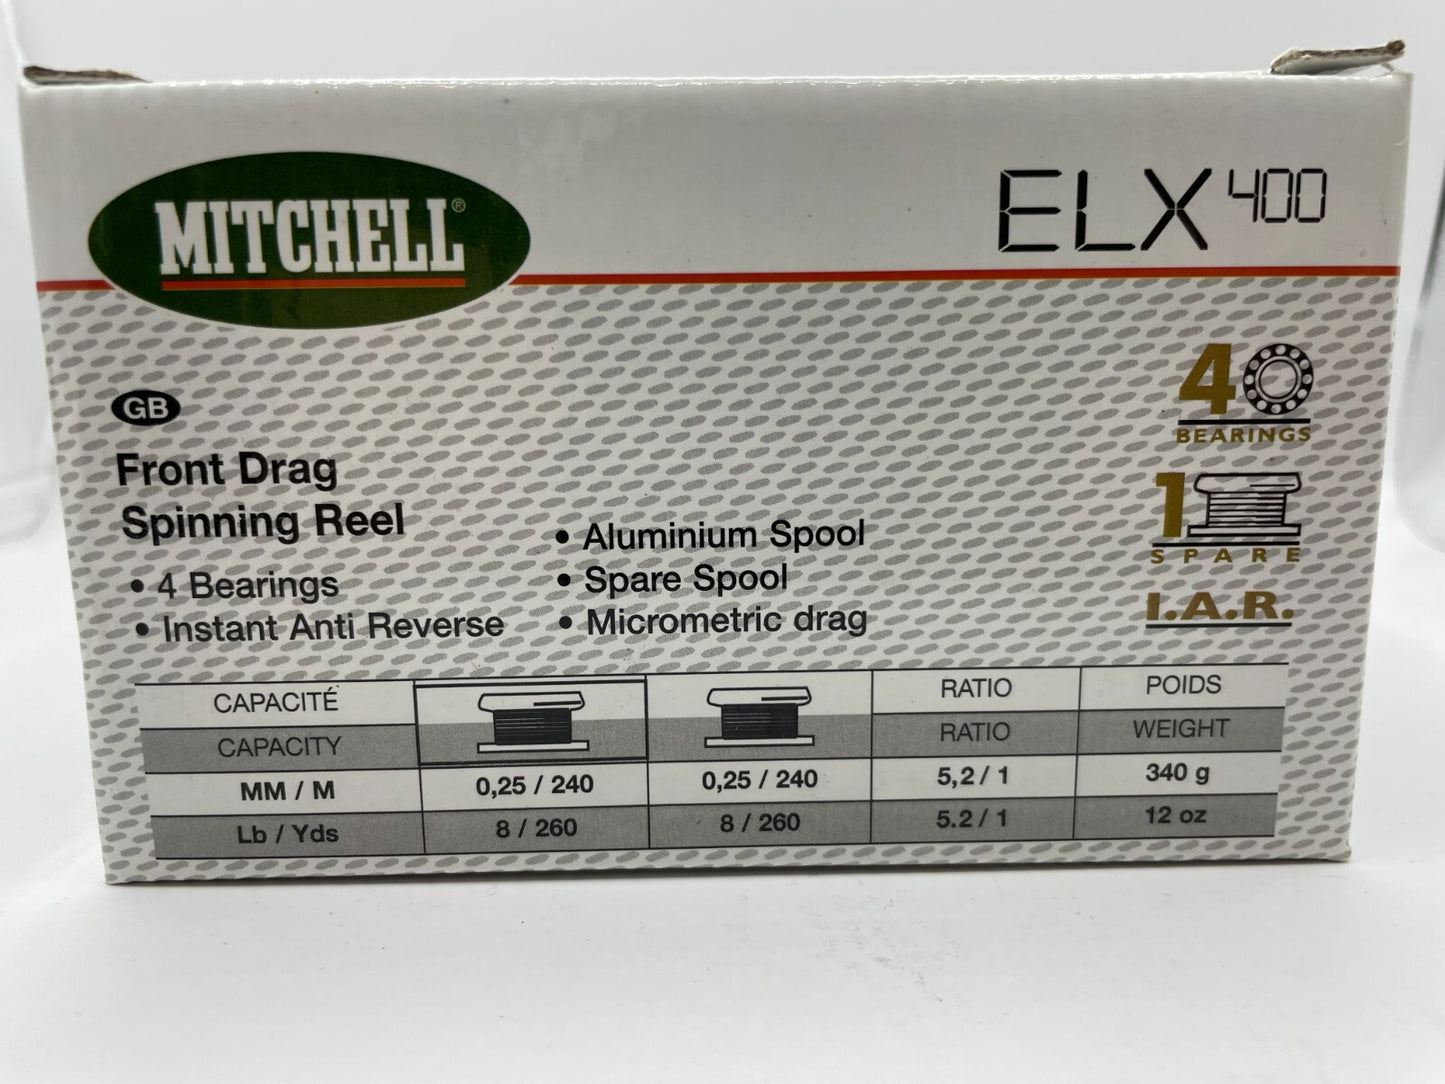 MITCHELL®
ELX 400
4
BEARINGS
GB
Front Drag
Spinning Reel
• 4 Bearings
• Instant Anti Reverse
• Aluminium Spool
• Spare Spool
• Micrometric drag
1
SPARE
I.A.R.
CAPACITÉ RATIO POIDS
CAPACITY RATIO WEIGHT
MM / M 0,25 / 240 0,25 / 240 5,2 / 1 340 g
Lb / Yds 8 / 260 8 / 260 5.2 / 1 12 oz